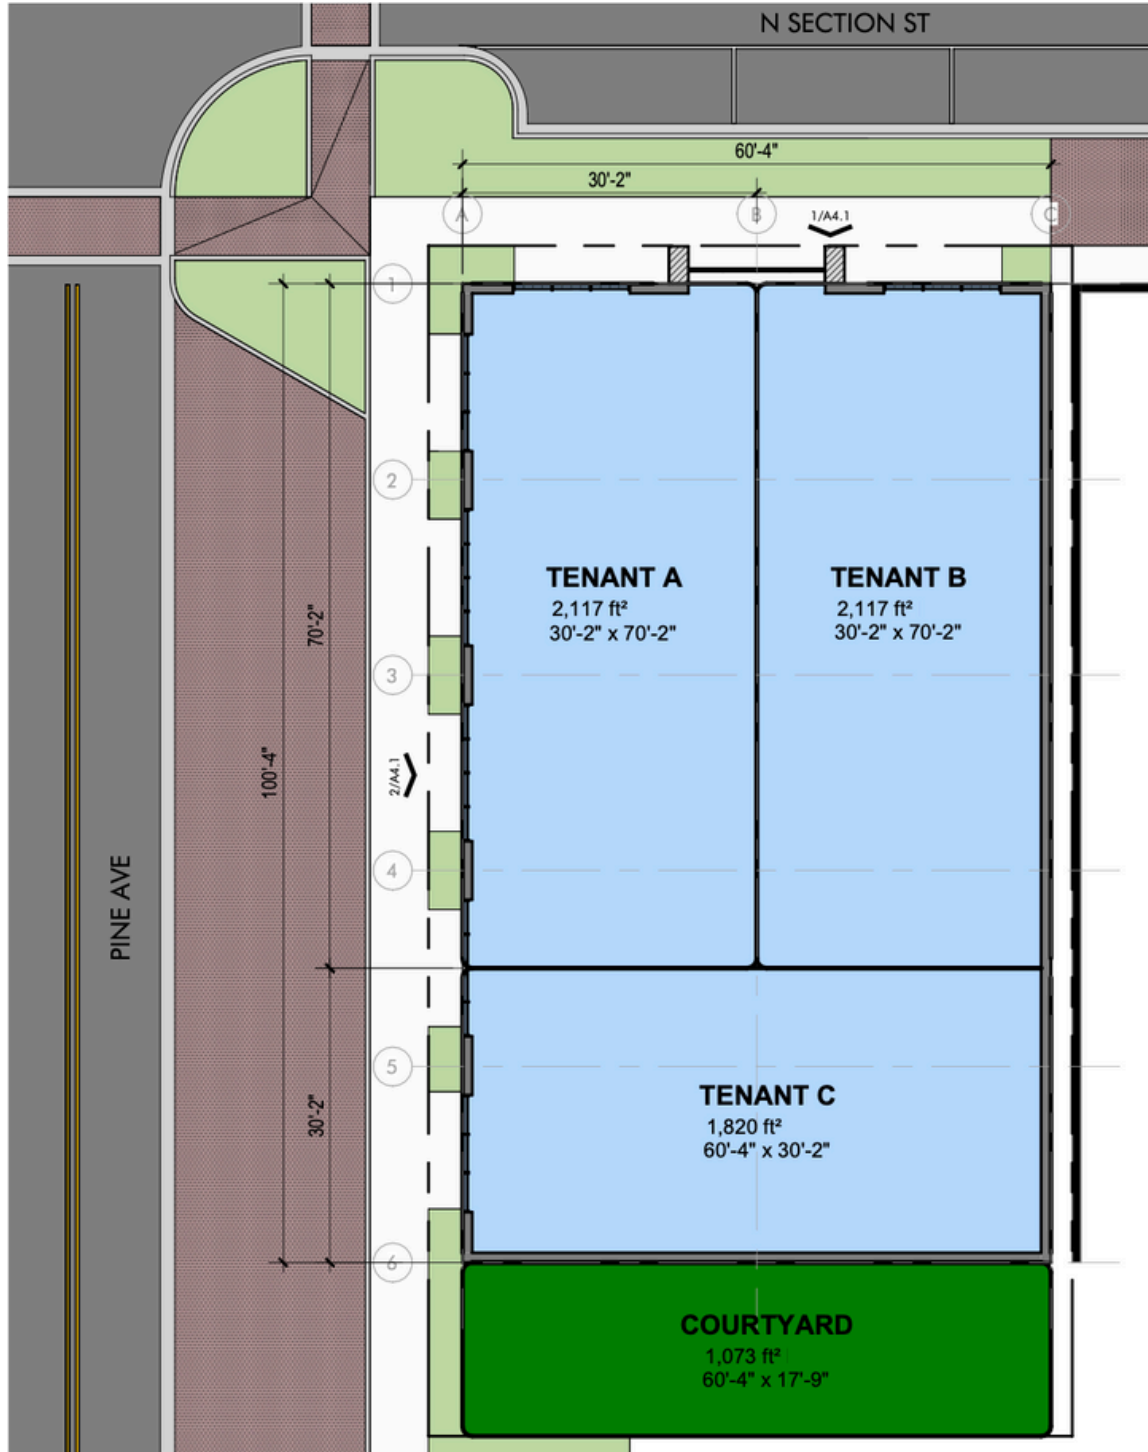 N SECTION ST
60'-4"
30'-2"
A
B
C
1/A4.1
1
2
TENANT A
2,117 ft²
30'-2" x 70'-2"
TENANT B
2,117 ft²
30'-2" x 70'-2"
70'-2"
3
100'-4"
2/A4.1
4
PINE AVE
5
TENANT C
1,820 ft²
60'-4" x 30'-2"
30'-2"
6
COURTYARD
1,073 ft²
60'-4" x 17'-9"